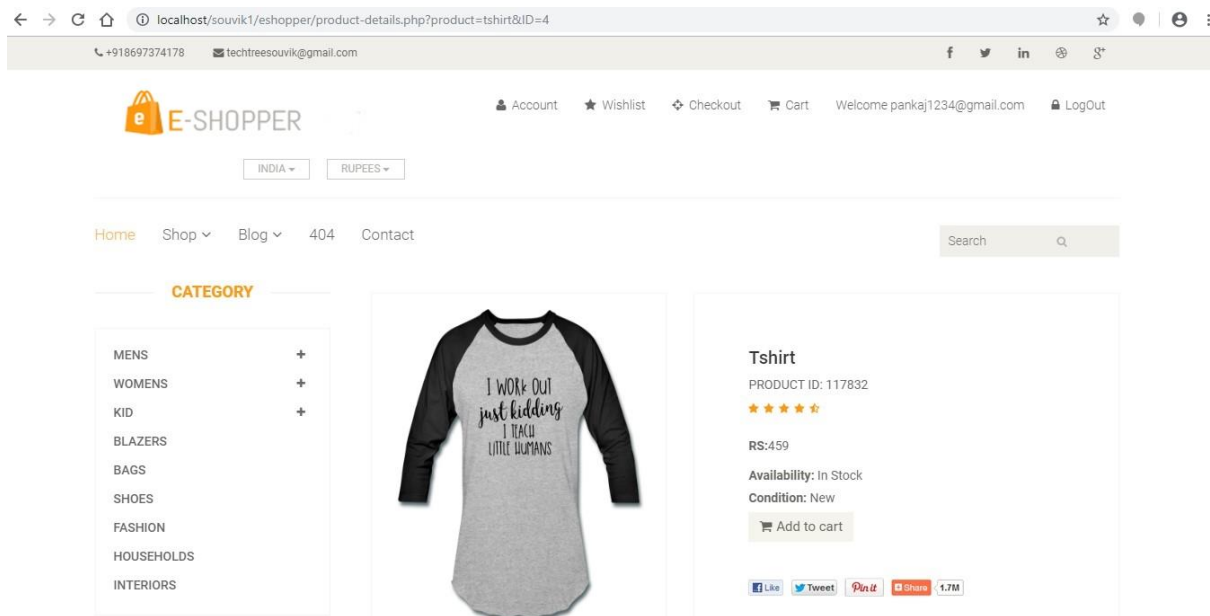 localhost/souvik1/eshopper/product-details.php?product=tshirt&ID=4
+918697374178 techtreesouvik@gmail.com
e E-SHOPPER
Account Wishlist Checkout Cart Welcome pankaj1234@gmail.com LogOut
INDIA RUPEES
Home Shop Blog 404 Contact
Search
CATEGORY
MENS
WOMENS
KID
BLAZERS
BAGS
SHOES
FASHION
HOUSEHOLDS
INTERIORS
I WORK OUT
just kidding
I TEACH
LITTLE HUMANS
Tshirt
PRODUCT ID: 117832
RS:459
Availability: In Stock
Condition: New
Add to cart
Like Tweet Pin it Share 1.7M